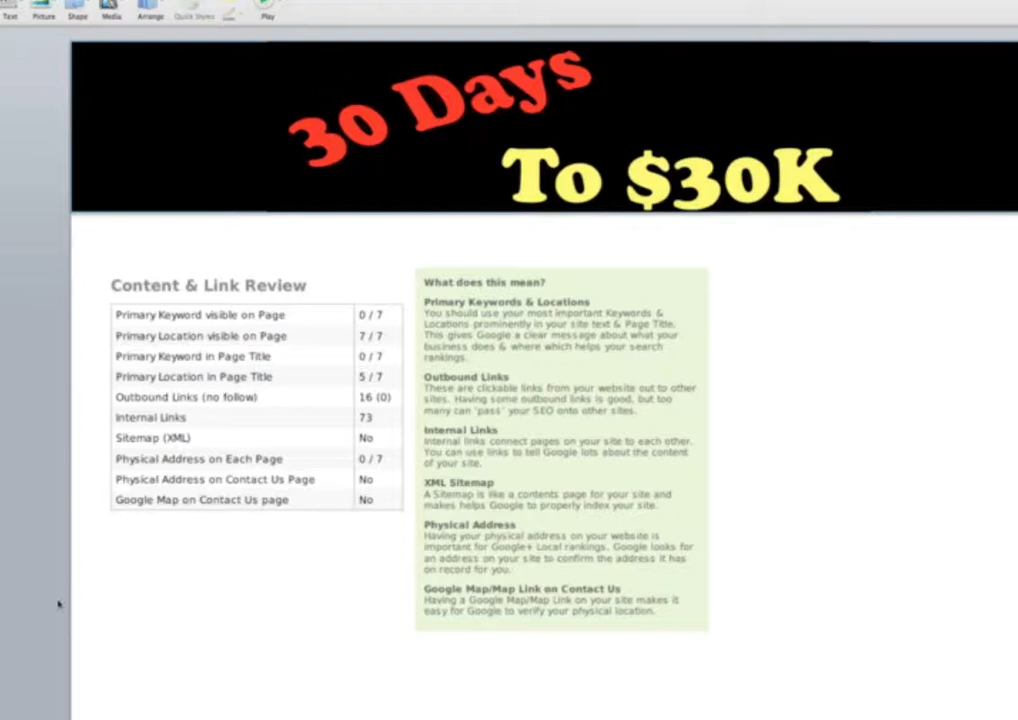 Text Picture Shape Media Arrange Quick Styles Play
30 Days
To $30K
Content & Link Review
Primary Keyword visible on Page 0 / 7
Primary Location visible on Page 7 / 7
Primary Keyword in Page Title 0 / 7
Primary Location in Page Title 5 / 7
Outbound Links (no follow) 16 (0)
Internal Links 73
Sitemap (XML) No
Physical Address on Each Page 0 / 7
Physical Address on Contact Us Page No
Google Map on Contact Us page No
What does this mean?
Primary Keywords & Locations
You should use your most important Keywords &
Locations prominently in your site text & Page Title.
This gives Google a clear message about what your
business does & where which helps your search
rankings.
Outbound Links
These are clickable links from your website out to other
sites. Having some outbound links is good, but too
many can 'pass' your SEO onto other sites.
Internal Links
Internal links connect pages on your site to each other.
You can use links to tell Google lots about the content
of your site.
XML Sitemap
A Sitemap is like a contents page for your site and
makes helps Google to properly index your site.
Physical Address
Having your physical address on your website is
important for Google+ Local rankings. Google looks for
an address on your site to confirm the address it has
on record for you.
Google Map/Map Link on Contact Us
Having a Google Map/Map Link on your site makes it
easy for Google to verify your physical location.